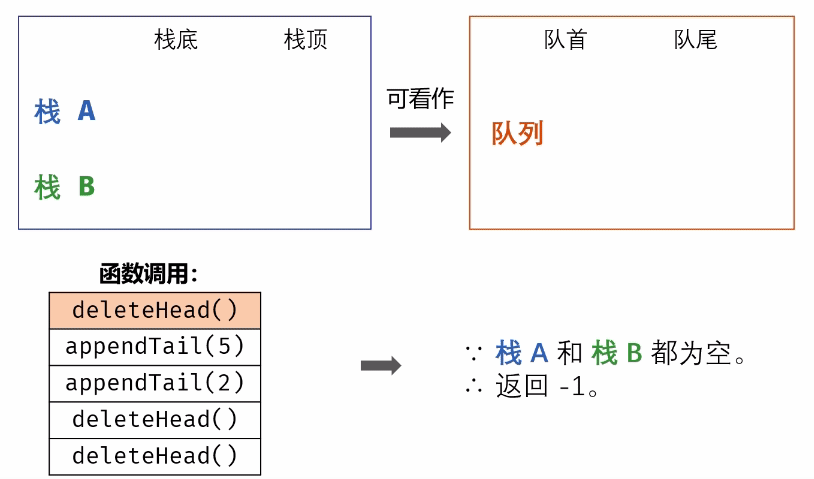 栈底 栈顶
栈 A
栈 B
可看作
队首 队尾
队列
函数调用：
deleteHead()
appendTail(5)
appendTail(2)
deleteHead()
deleteHead()
∵ 栈 A 和 栈 B 都为空。
∴ 返回 -1。